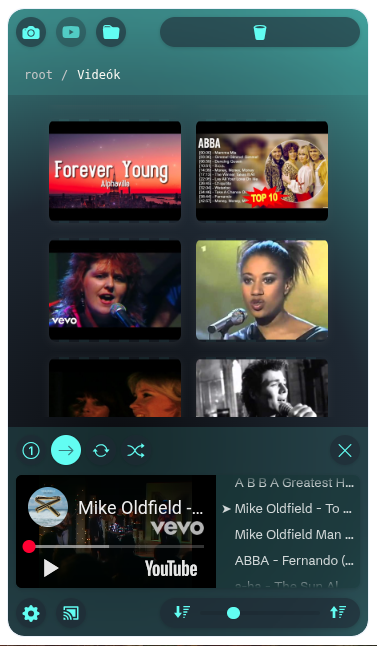 root / Videók
Forever Young
Alphaville
ABBA
TOP 10
vevo
1
A B B A Greatest H...
Mike Oldfield - To ...
Mike Oldfield Man ...
ABBA - Fernando (...
a-ha - The Sun Al...
Mike Oldfield -...
vevo
YouTube